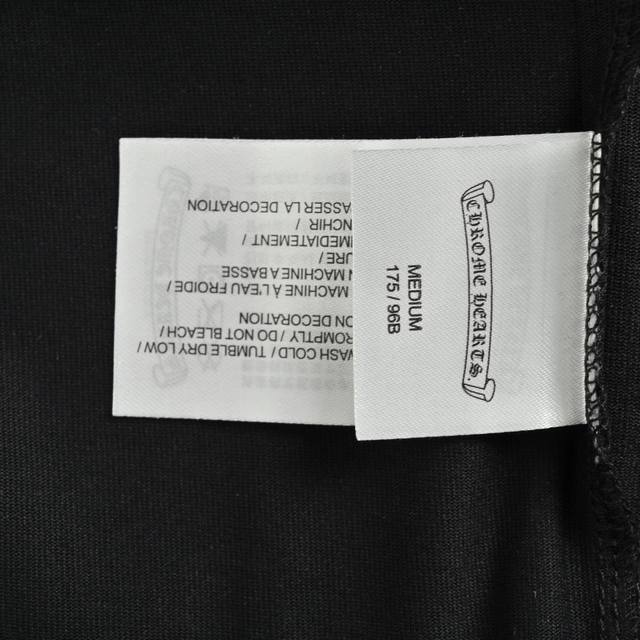 CHROME HEARTS.
MEDIUM
175 / 96B
WASH COLD / TUMBLE DRY LOW /
ROMPTLY / DO NOT BLEACH /
ON DECORATION
MACHINE À L'EAU FROIDE /
N MACHINE A BASSE
URE /
MEDIATEMENT /
NCHIR /
ASSER LA DECORATION